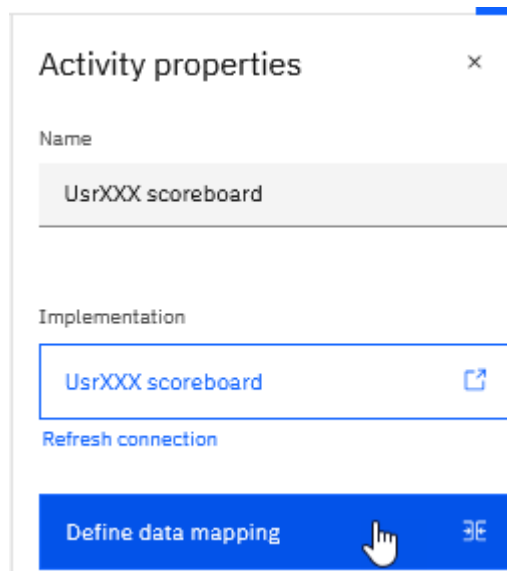 Activity properties
Name
UsrXXX scoreboard
Implementation
UsrXXX scoreboard
Refresh connection
Define data mapping